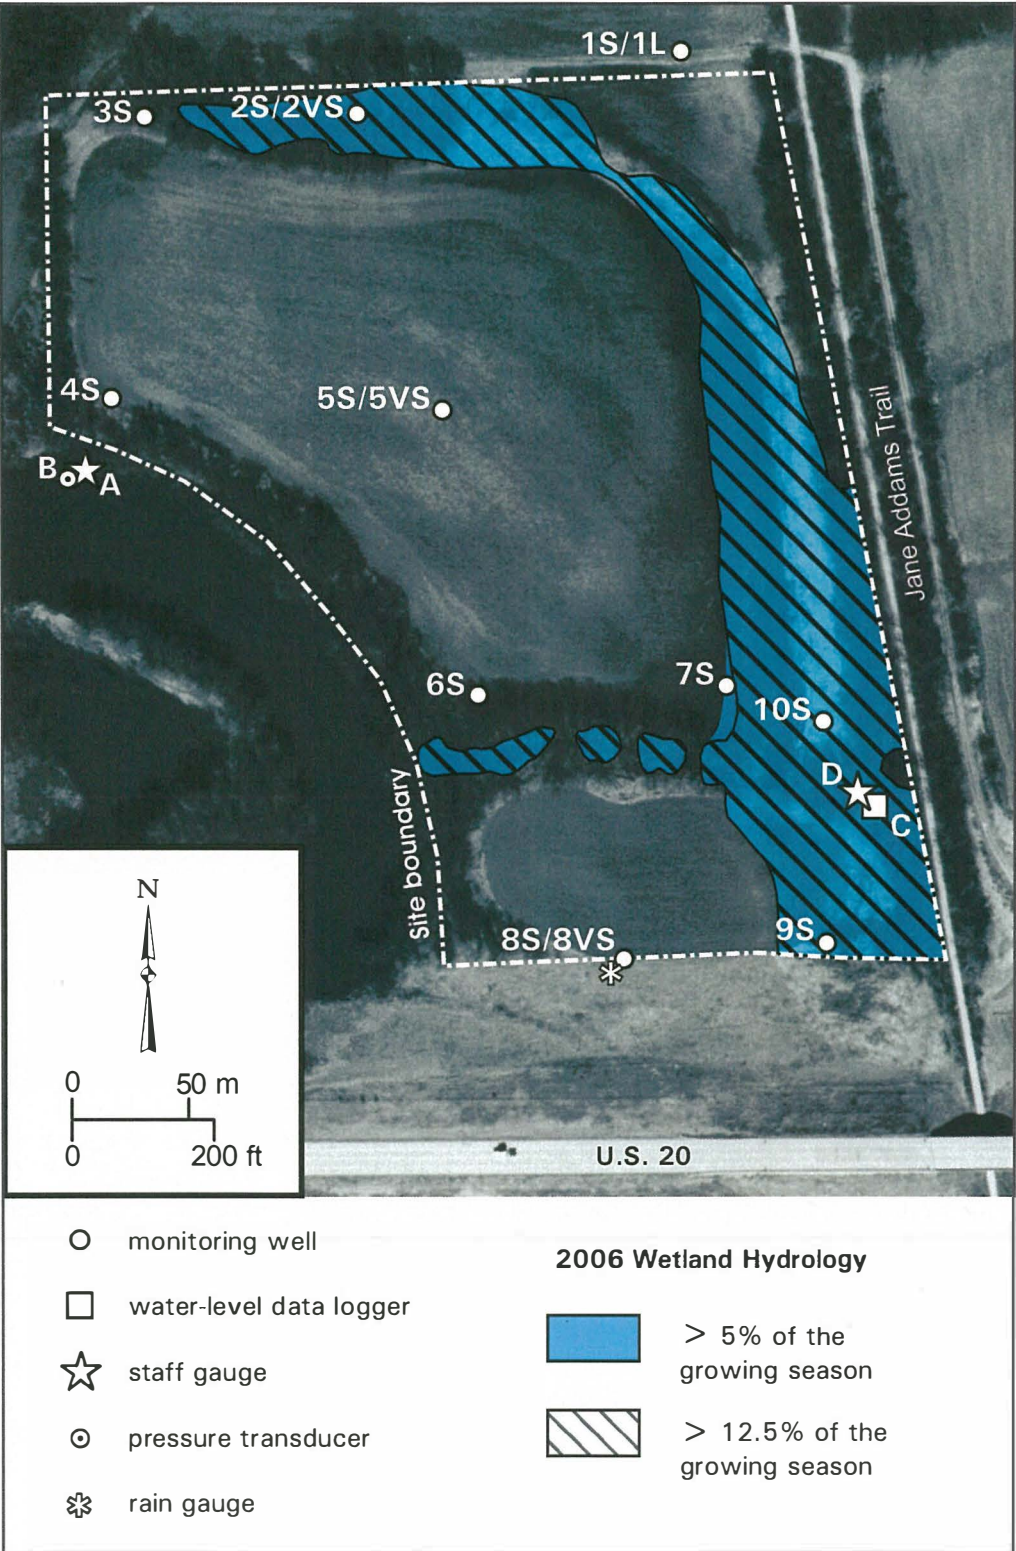 1S/1L
3S
2S/2VS
4S
5S/5VS
B
A
Jane Addams Trail
6S
7S
10S
D
C
Site boundary
8S/8VS
9S
N
0 50 m
0 200 ft
U.S. 20
monitoring well
water-level data logger
staff gauge
pressure transducer
rain gauge
2006 Wetland Hydrology
> 5% of the
growing season
> 12.5% of the
growing season